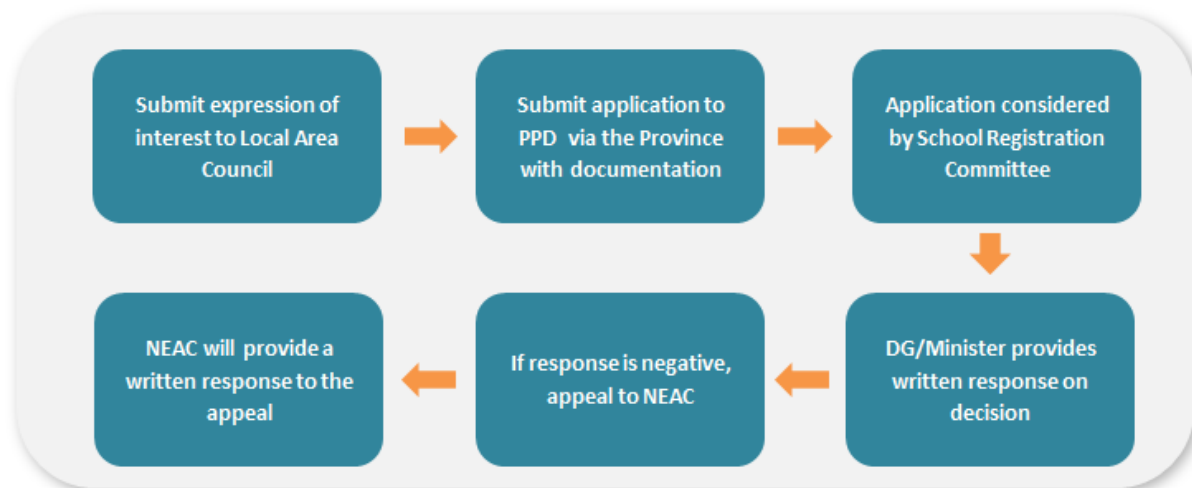 Submit expression of
interest to Local Area
Council
Submit application to
PPD via the Province
with documentation
Application considered
by School Registration
Committee
DG/Minister provides
written response on
decision
If response is negative,
appeal to NEAC
NEAC will provide a
written response to the
appeal